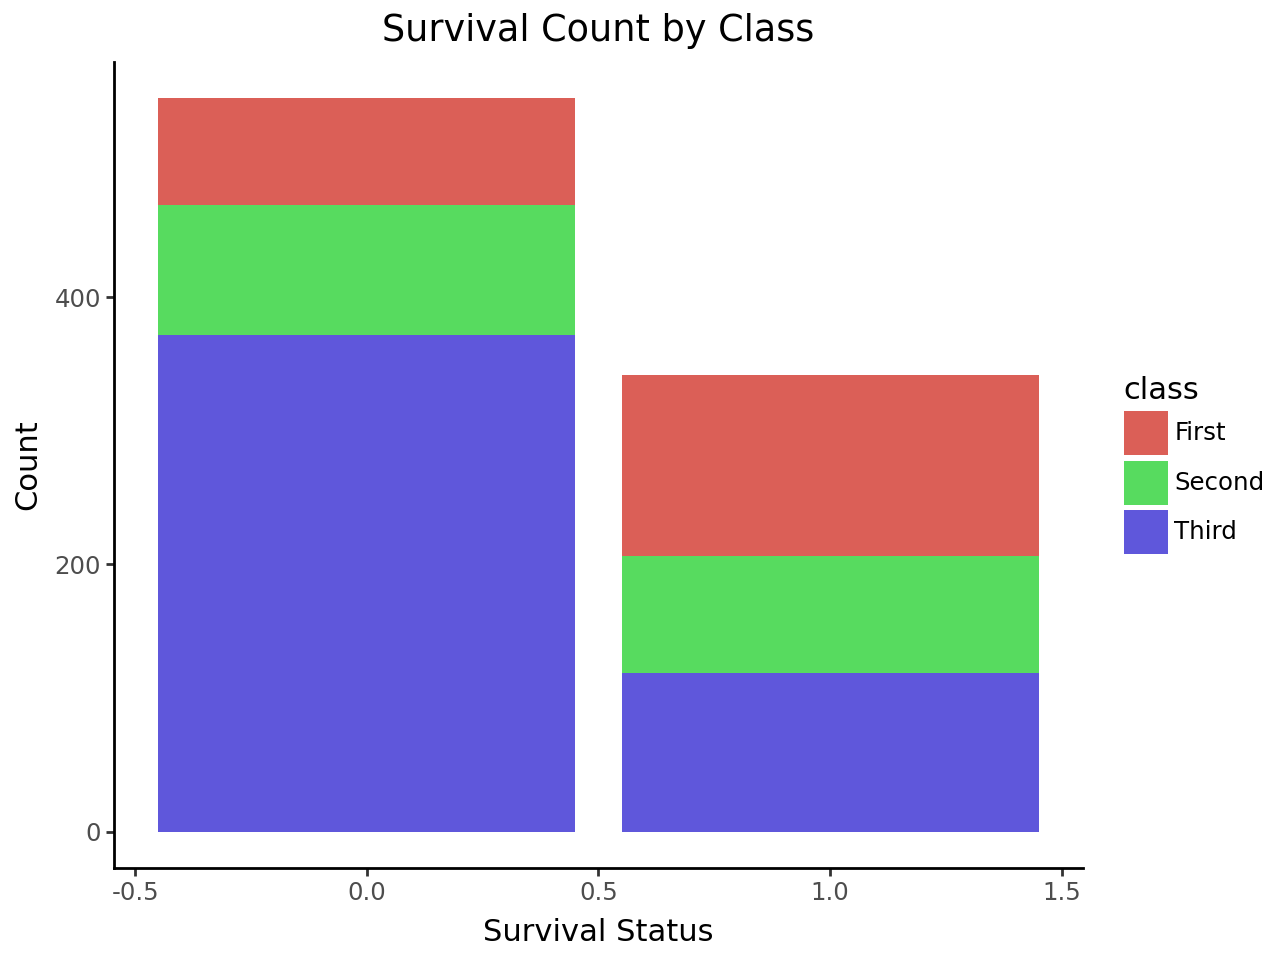 Survival Count by Class
Count
400
200
0
-0.5 0.0 0.5 1.0 1.5
Survival Status
class
First
Second
Third